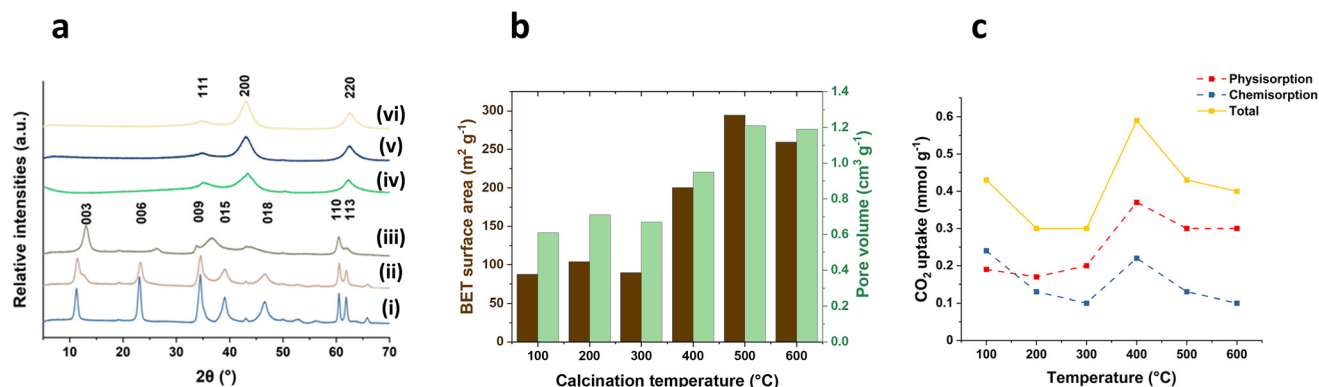 a
b
c
111
200
220
(vi)
(v)
(iv)
003
006
009
015
018
110
113
(iii)
(ii)
(i)
Relative intensities (a.u.)
10
20
30
40
50
60
70
2θ (°)
BET surface area (m² g⁻¹)
300
250
200
150
100
50
0
100
200
300
400
500
600
Calcination temperature (°C)
1.4
1.2
1.0
0.8
0.6
0.4
0.2
0.0
Pore volume (cm³ g⁻¹)
Physisorption
Chemisorption
Total
CO₂ uptake (mmol g⁻¹)
0.6
0.5
0.4
0.3
0.2
0.1
0
100
200
300
400
500
600
Temperature (°C)